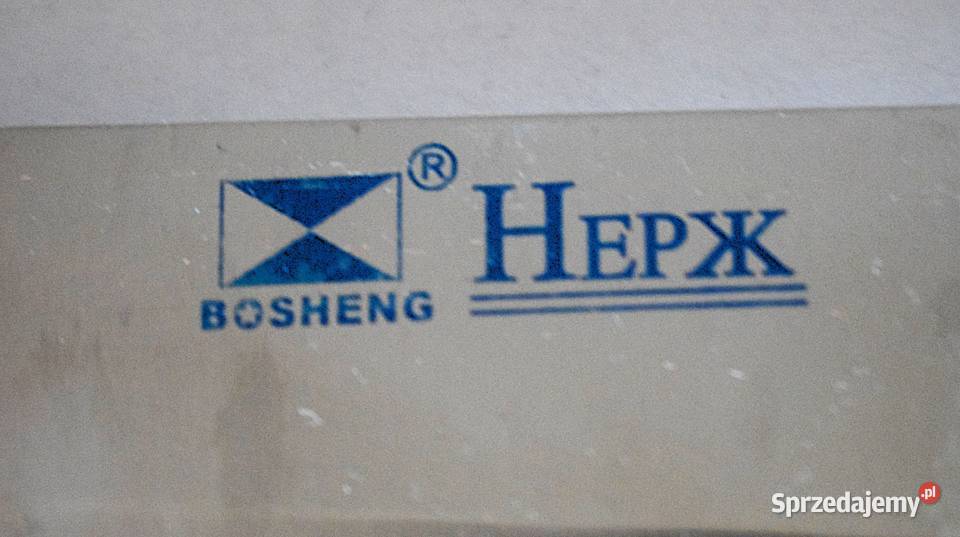 ® НЕРЖ
BOSHENG
Sprzedajemy.pl